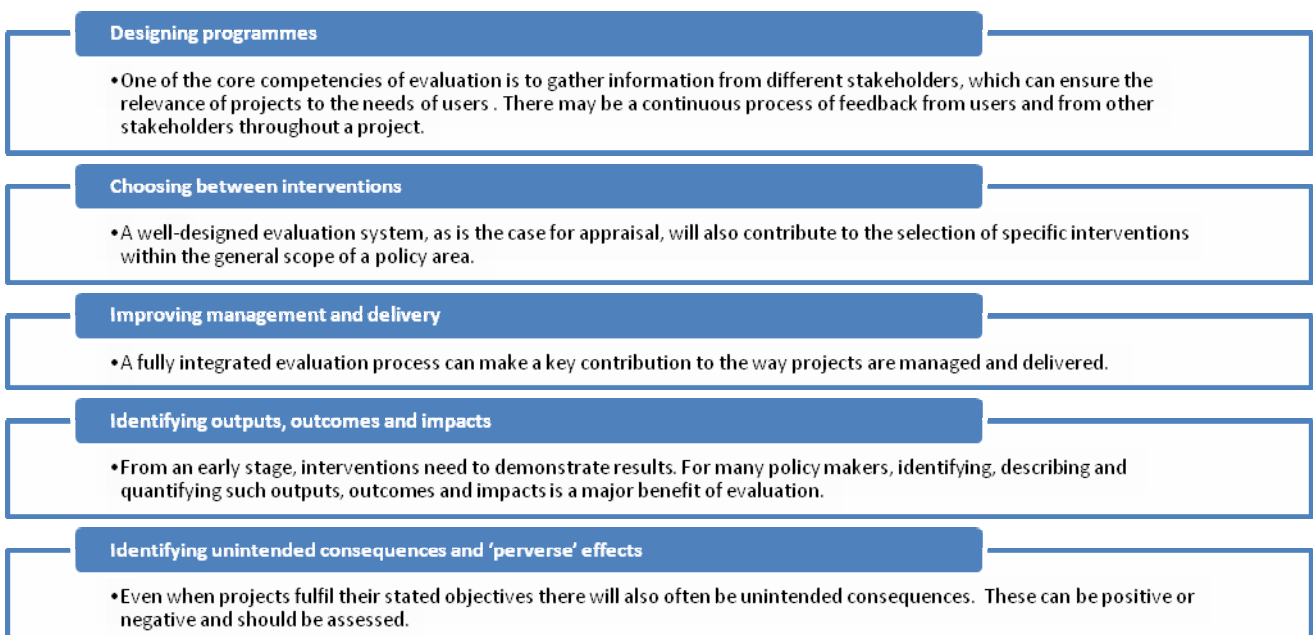 Designing programmes
•One of the core competencies of evaluation is to gather information from different stakeholders, which can ensure the
relevance of projects to the needs of users . There may be a continuous process of feedback from users and from other
stakeholders throughout a project.
Choosing between interventions
•A well-designed evaluation system, as is the case for appraisal, will also contribute to the selection of specific interventions
within the general scope of a policy area.
Improving management and delivery
•A fully integrated evaluation process can make a key contribution to the way projects are managed and delivered.
Identifying outputs, outcomes and impacts
•From an early stage, interventions need to demonstrate results. For many policy makers, identifying, describing and
quantifying such outputs, outcomes and impacts is a major benefit of evaluation.
Identifying unintended consequences and ‘perverse’ effects
•Even when projects fulfil their stated objectives there will also often be unintended consequences. These can be positive or
negative and should be assessed.